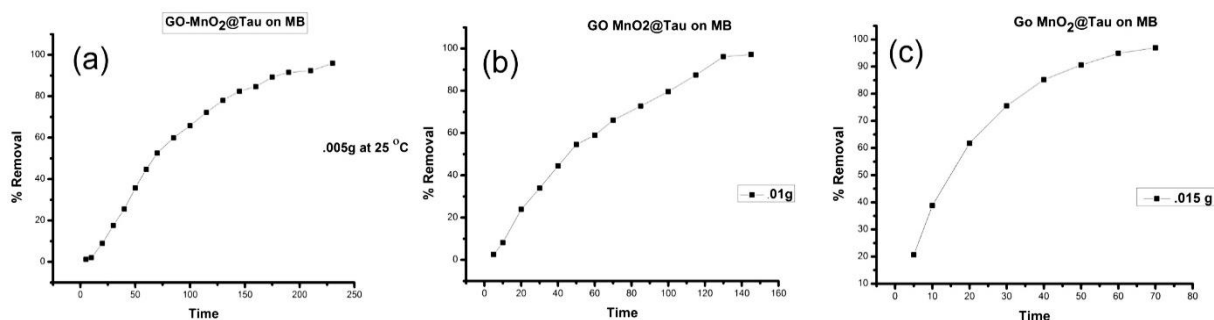 GO-MnO₂@Tau on MB
(a)
100
80
60
40
20
0
% Removal
.005g at 25 °C
0 50 100 150 200 250
Time
GO MnO2@Tau on MB
(b)
100
80
60
40
20
0
% Removal
.01g
0 20 40 60 80 100 120 140 160
Time
Go MnO₂@Tau on MB
(c)
100
90
80
70
60
50
40
30
20
10
% Removal
.015 g
0 10 20 30 40 50 60 70 80
Time